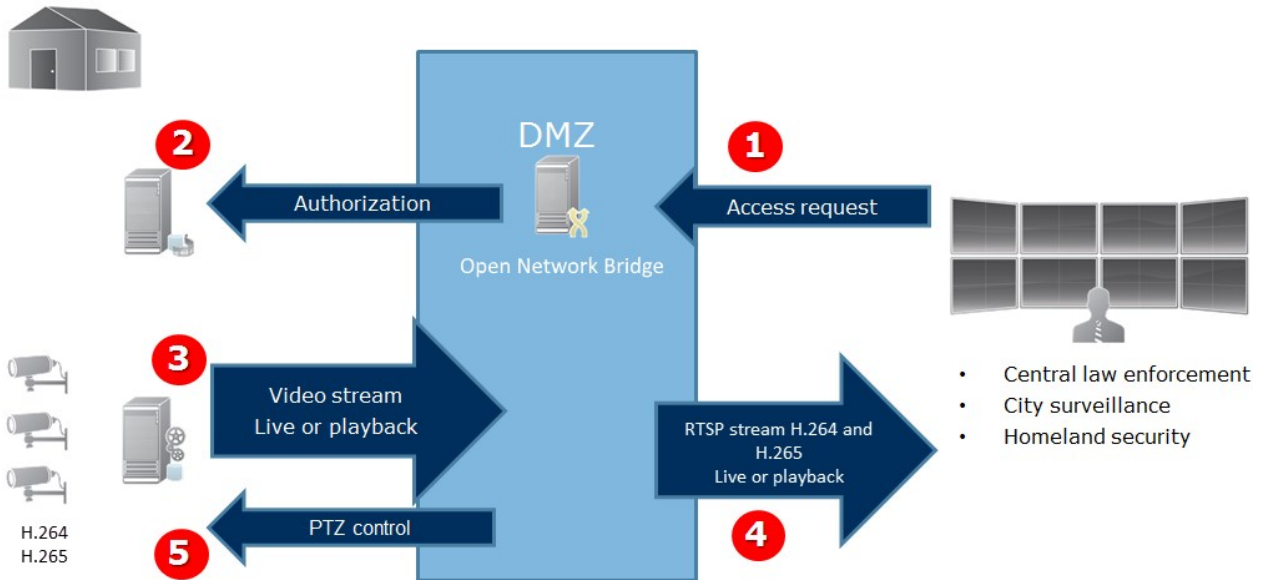 DMZ
2
1
Authorization
Access request
Open Network Bridge
3
Video stream
Live or playback
RTSP stream H.264 and
H.265
Live or playback
• Central law enforcement
• City surveillance
• Homeland security
H.264
H.265
5
PTZ control
4